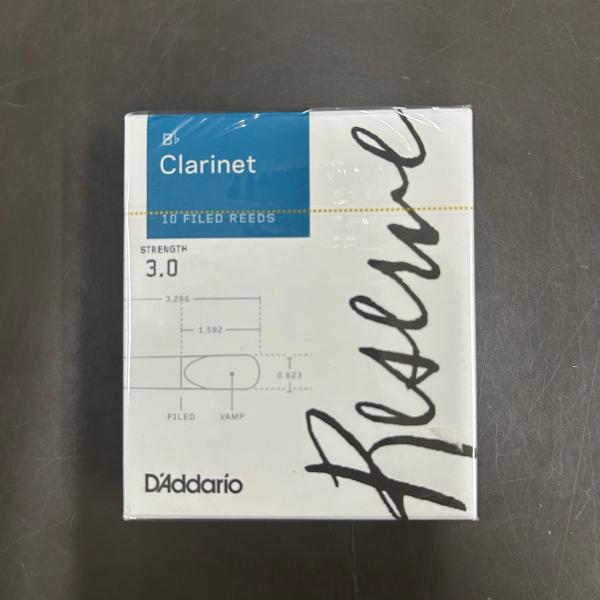 B♭
Clarinet
10 FILED REEDS
STRENGTH
3.0
3.266
1.582
0.623
FILED VAMP
D'Addario
Reserve